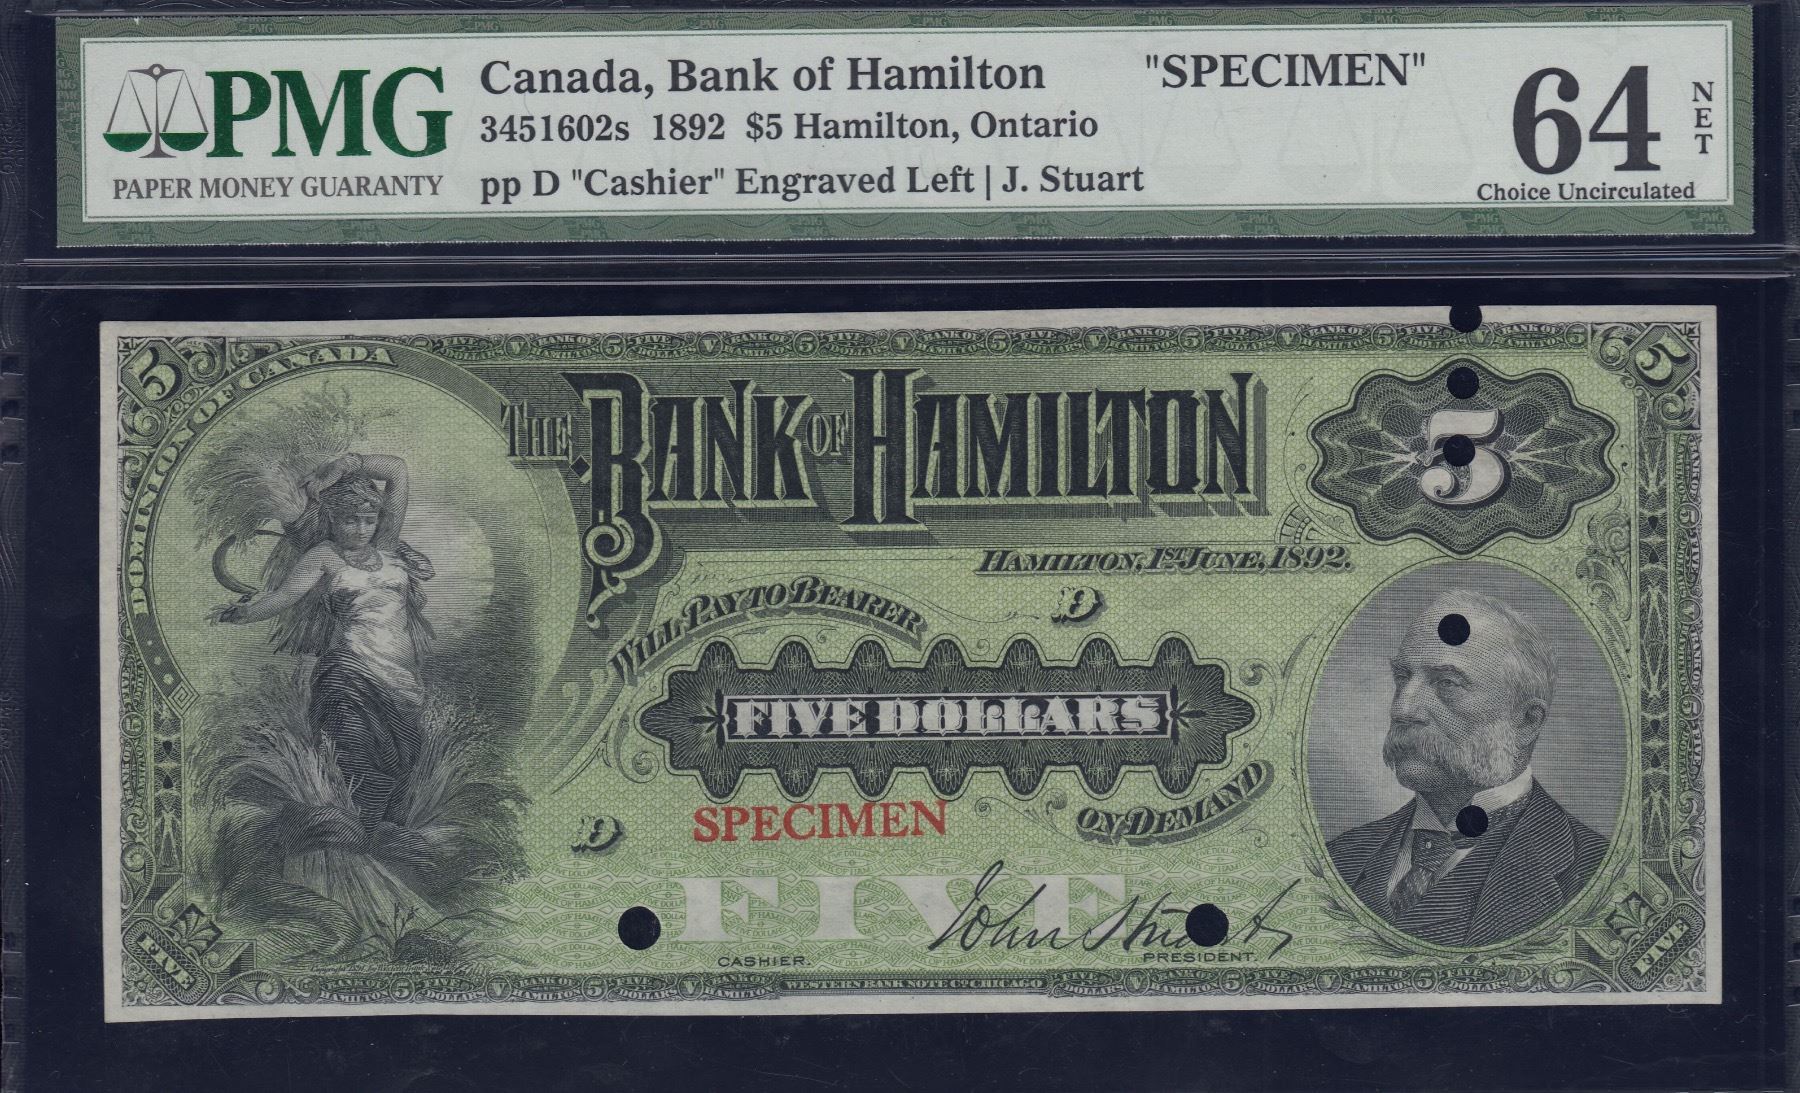 PMG
PAPER MONEY GUARANTY
Canada, Bank of Hamilton "SPECIMEN"
3451602s 1892 $5 Hamilton, Ontario
pp D "Cashier" Engraved Left | J. Stuart
64 NET
Choice Uncirculated
5 5
DOMINION OF CANADA
THE BANK OF HAMILTON
5
HAMILTON, 1ST JUNE, 1892.
WILL PAY TO BEARER
D
FIVE DOLLARS
D
SPECIMEN
ON DEMAND
FIVE
John Stuart
CASHIER. PRESIDENT.
FIVE FIVE
WESTERN BANK NOTE CO. CHICAGO